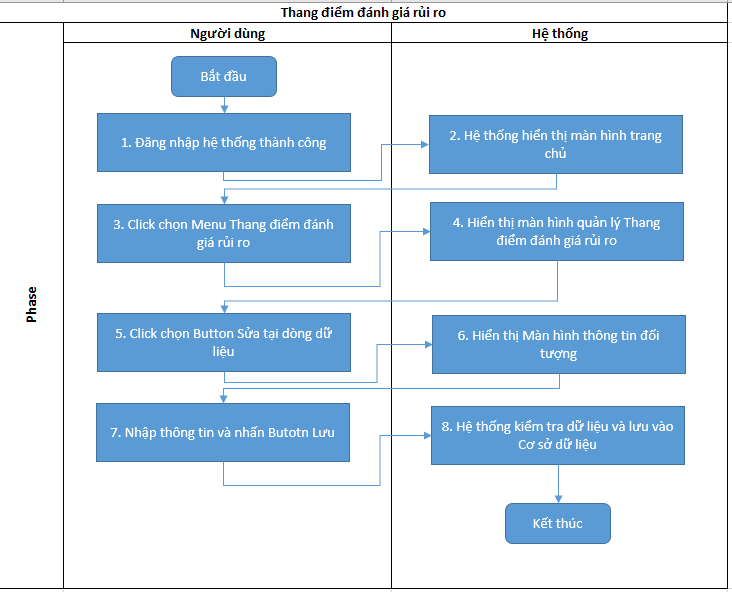 Thang điểm đánh giá rủi ro
Người dùng
Hệ thống
Phase
Bắt đầu
1. Đăng nhập hệ thống thành công
2. Hệ thống hiển thị màn hình trang
chủ
3. Click chọn Menu Thang điểm đánh
giá rủi ro
4. Hiển thị màn hình quản lý Thang
điểm đánh giá rủi ro
5. Click chọn Button Sửa tại dòng dữ
liệu
6. Hiển thị Màn hình thông tin đối
tượng
7. Nhập thông tin và nhấn Butotn Lưu
8. Hệ thống kiểm tra dữ liệu và lưu vào
Cơ sở dữ liệu
Kết thúc